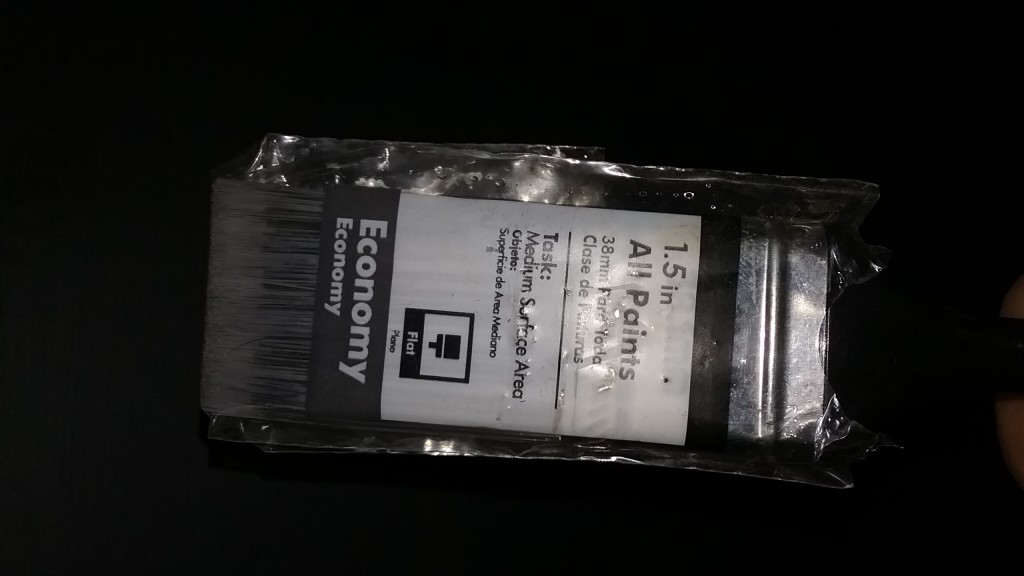 1.5 in
All Paints
38mm Para Toda
Clase de Pinturas
Task:
Medium Surface Area
Objeto:
Superficie de Area Mediano
Flat
Plano
Economy
Economy